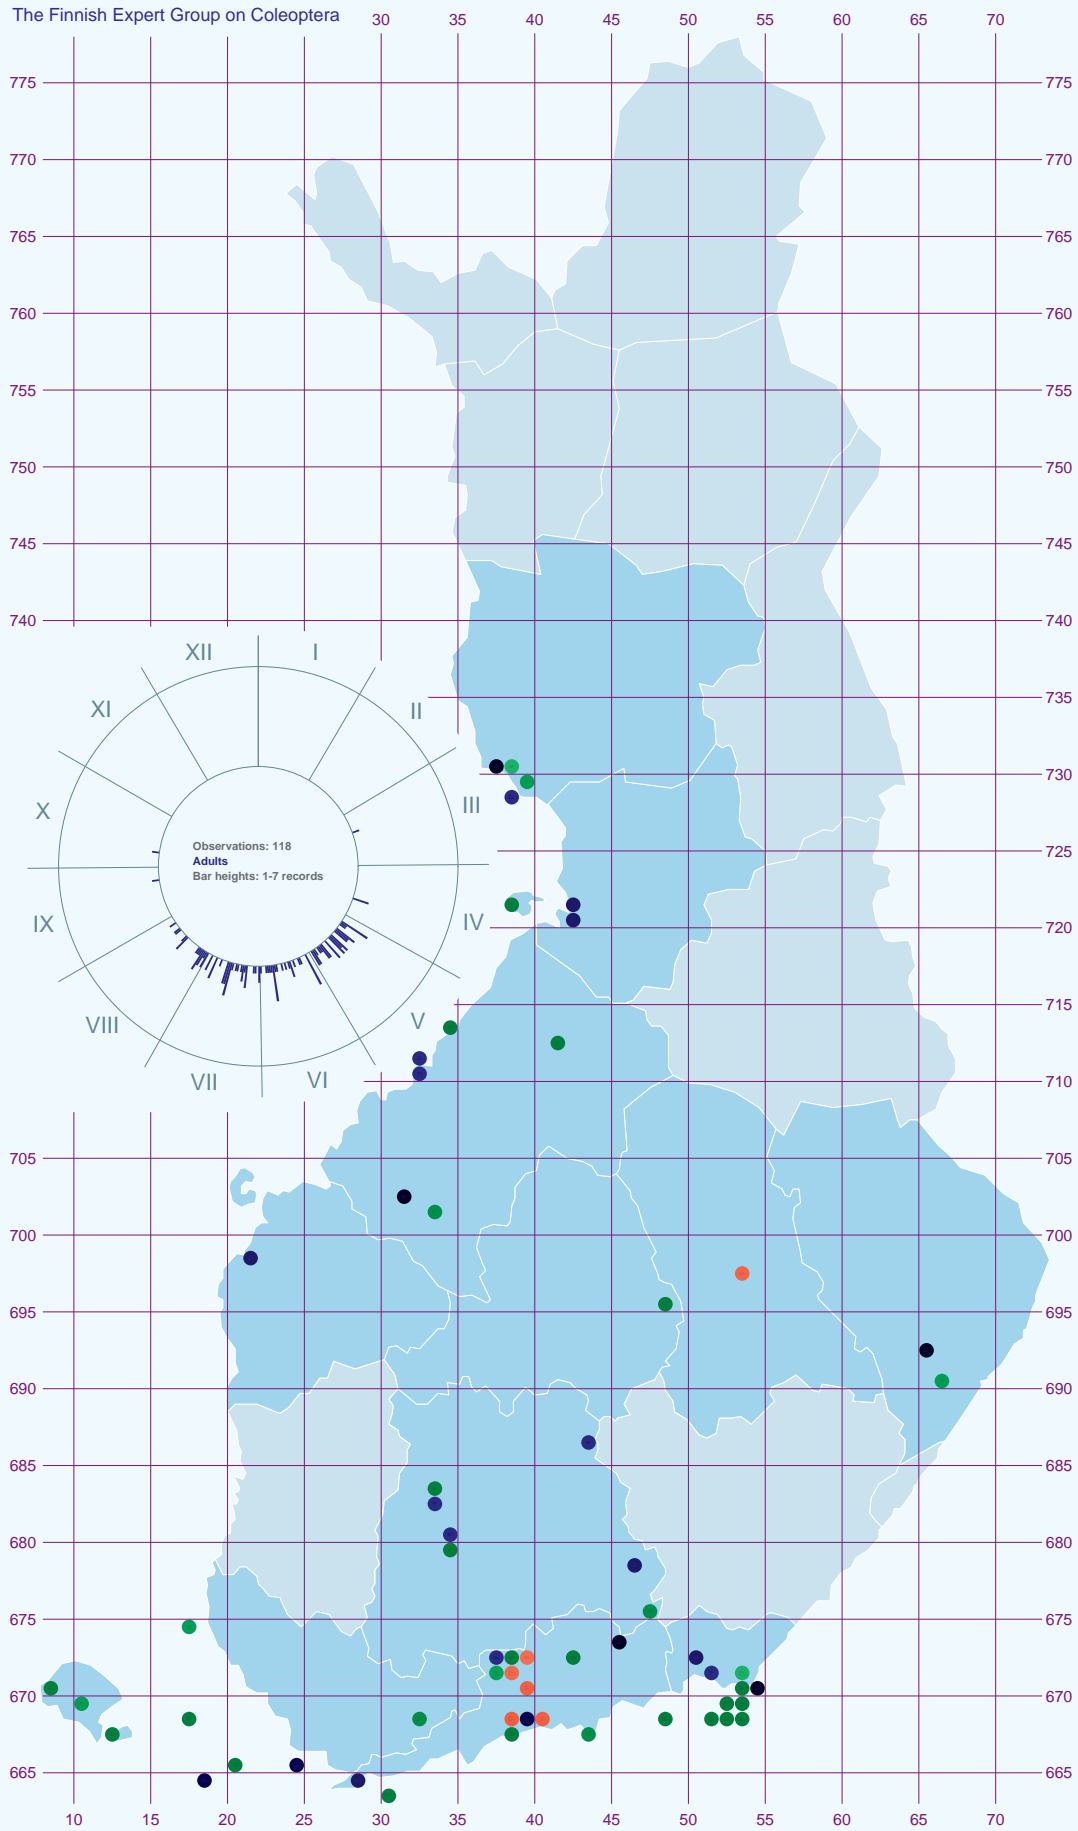 The Finnish Expert Group on Coleoptera
30 35 40 45 50 55 60 65 70
775 775
770 770
765 765
760 760
755 755
750 750
745 745
740 740
XII I
XI II
735
730
X III
Observations: 118
Adults
Bar heights: 1-7 records
725
IX IV
720
715
VIII V
VII VI
710
705 705
700 700
695 695
690 690
685 685
680 680
675 675
670 670
665 665
10 15 20 25 30 35 40 45 50 55 60 65 70